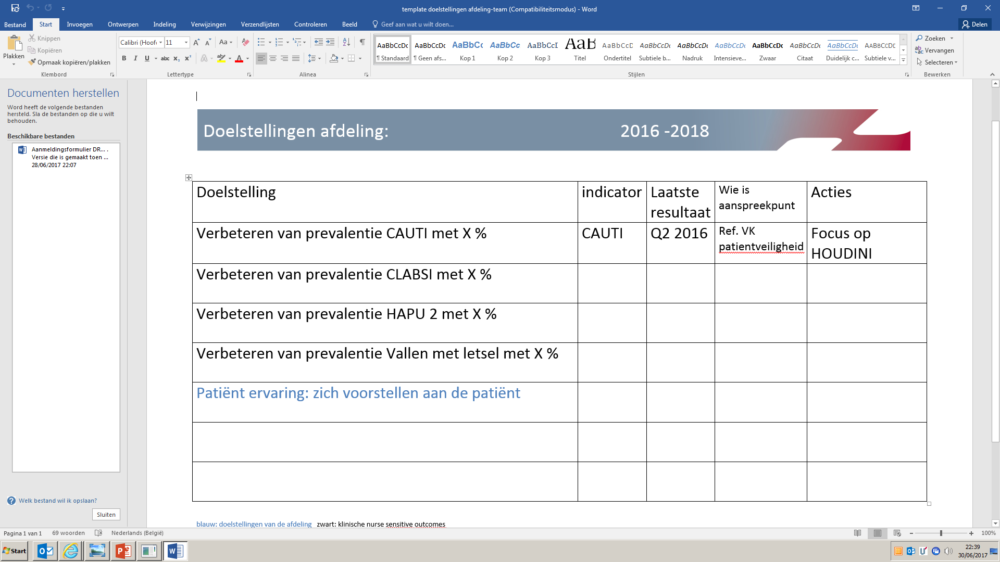 template doelstellingen afdeling-team (Compatibiliteitsmodus) - Word
Bestand Start Invoegen Ontwerpen Indeling Verwijzingen Verzendlijsten Controleren Beeld Geef aan wat u wilt doen... Delen
Plakken
Knippen
Kopiëren
Opmaak kopiëren/plakken
Klembord
Calibri (Hoof 11
Lettertype
Alinea
AaBbCcDc AaBbCcDc AaBbCc AaBbCc AaBbCcI AaB AaBbCcD AaBbCcDc AaBbCcDc AaBbCcDc AaBbCcDc AaBbCcDc AaBbCcDc AABBCCDE
¶ Standaard ¶ Geen afs... Kop 1 Kop 2 Kop 3 Titel Ondertitel Subtiele b... Nadruk Intensieve... Zwaar Citaat Duidelijk c... Subtiele v...
Stijlen
Zoeken
Vervangen
Selecteren
Bewerken
Documenten herstellen
Word heeft de volgende bestanden
hersteld. Sla de bestanden op die u wilt
behouden.
Beschikbare bestanden
Aanmeldingsformulier DR... .
Versie die is gemaakt toen ...
28/06/2017 22:07
Welk bestand wil ik opslaan?
Sluiten
Doelstellingen afdeling: 2016 -2018
Doelstelling indicator Laatste resultaat Wie is aanspreekpunt Acties
Verbeteren van prevalentie CAUTI met X % CAUTI Q2 2016 Ref. VK patientveiligheid Focus op HOUDINI
Verbeteren van prevalentie CLABSI met X %
Verbeteren van prevalentie HAPU 2 met X %
Verbeteren van prevalentie Vallen met letsel met X %
Patiënt ervaring: zich voorstellen aan de patiënt
blauw: doelstellingen van de afdeling zwart: klinische nurse sensitive outcomes
Pagina 1 van 1 69 woorden Nederlands (België) 100%
Start
22:39
30/06/2017